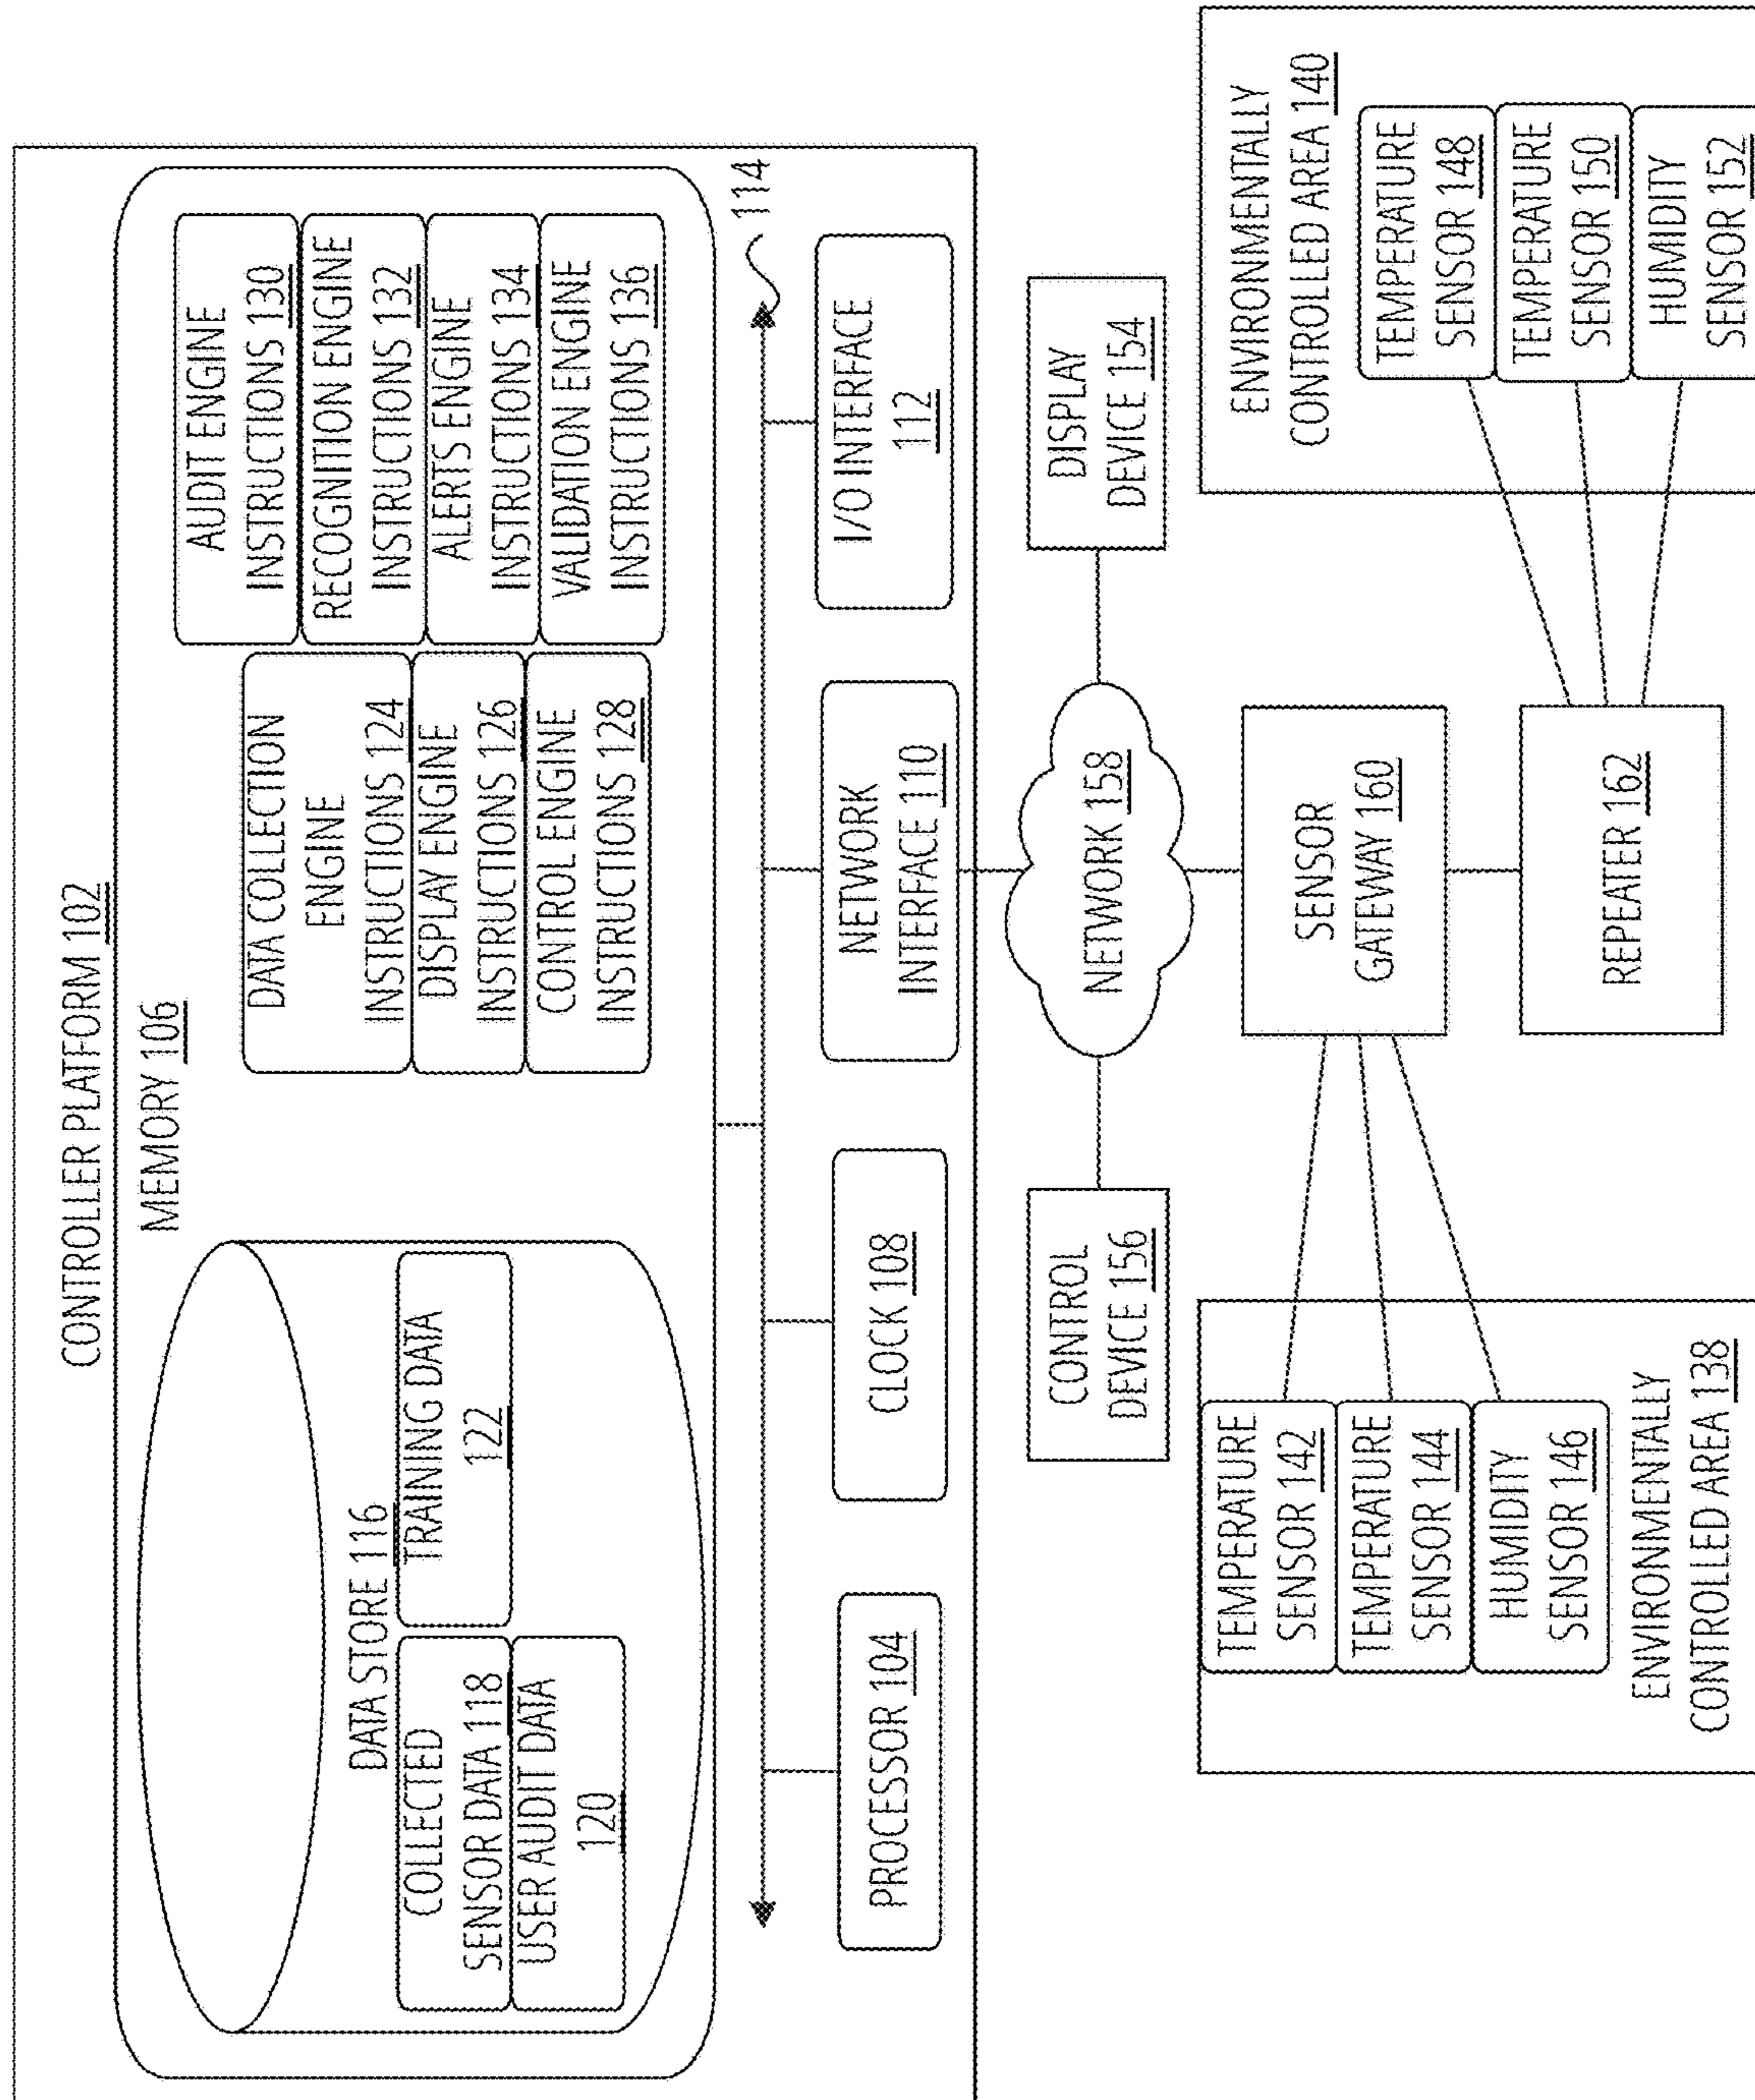 CONTROLLER PLATFORM 102
MEMORY 106
DATA STORE 116
COLLECTED
SENSOR DATA 118
USER AUDIT DATA
120
TRAINING DATA
122
DATA COLLECTION
ENGINE
INSTRUCTIONS 124
DISPLAY ENGINE
INSTRUCTIONS 126
CONTROL ENGINE
INSTRUCTIONS 128
AUDIT ENGINE
INSTRUCTIONS 130
RECOGNITION ENGINE
INSTRUCTIONS 132
ALERTS ENGINE
INSTRUCTIONS 134
VALIDATION ENGINE
INSTRUCTIONS 136
114
PROCESSOR 104
CLOCK 108
NETWORK
INTERFACE 110
I/O INTERFACE
112
CONTROL
DEVICE 156
NETWORK 158
DISPLAY
DEVICE 154
TEMPERATURE
SENSOR 142
TEMPERATURE
SENSOR 144
HUMIDITY
SENSOR 146
ENVIRONMENTALLY
CONTROLLED AREA 138
SENSOR
GATEWAY 160
REPEATER 162
ENVIRONMENTALLY
CONTROLLED AREA 140
TEMPERATURE
SENSOR 148
TEMPERATURE
SENSOR 150
HUMIDITY
SENSOR 152